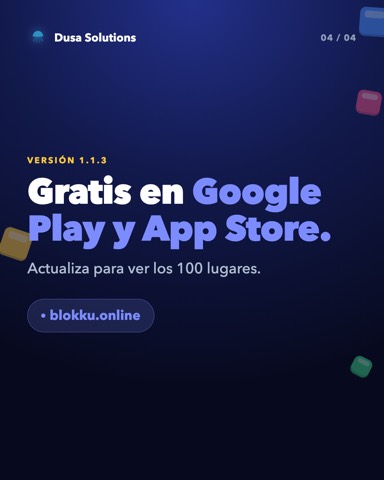 Dusa Solutions
04 / 04
VERSIÓN 1.1.3
Gratis en Google
Play y App Store.
Actualiza para ver los 100 lugares.
• blokku.online